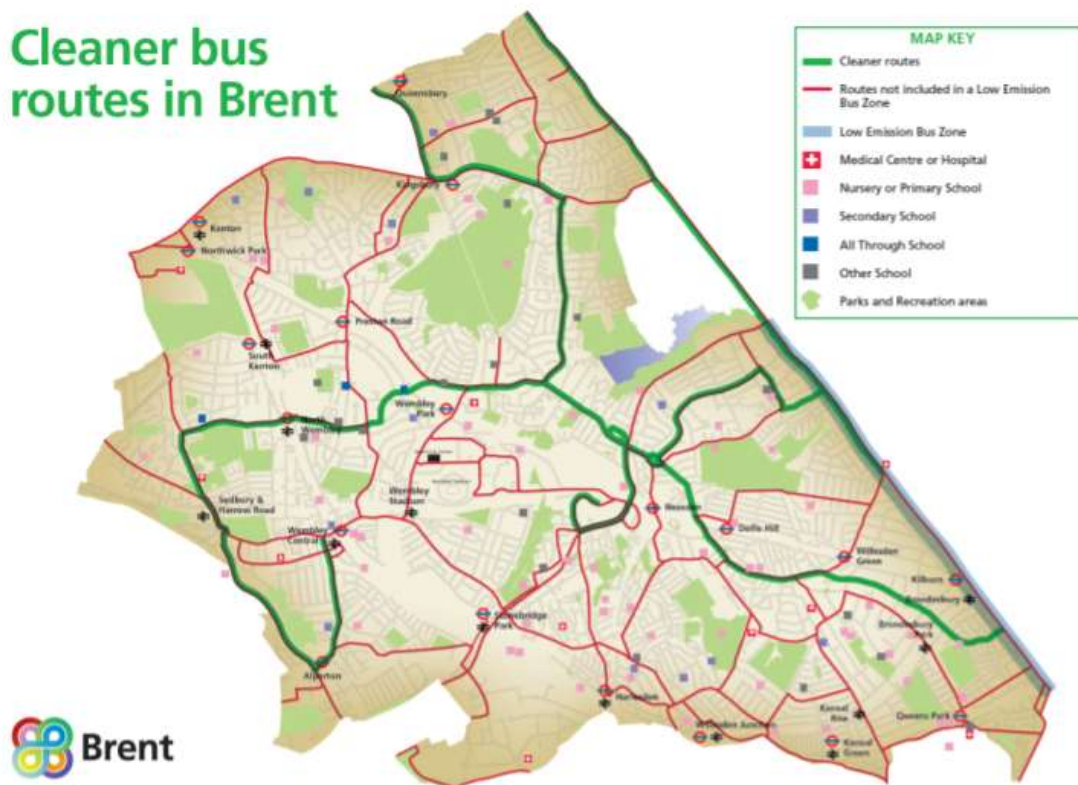 Cleaner bus
routes in Brent
MAP KEY
Cleaner routes
Routes not included in a Low Emission
Bus Zone
Low Emission Bus Zone
Medical Centre or Hospital
Nursery or Primary School
Secondary School
All Through School
Other School
Parks and Recreation areas
Queensbury
Kingsbury
Kenton
Northwick Park
Preston Road
South
Kenton
Wembley
Park
North
Wembley
Sudbury &
Harrow Road
Wembley
Stadium
Wembley
Central
Neasden
Dollis Hill
Willesden
Green
Kilburn
Brondesbury
Brondesbury
Park
Stonebridge
Park
Alperton
Harlesden
Willesden Junction
Kensal
Rise
Kensal
Green
Queens Park
Brent